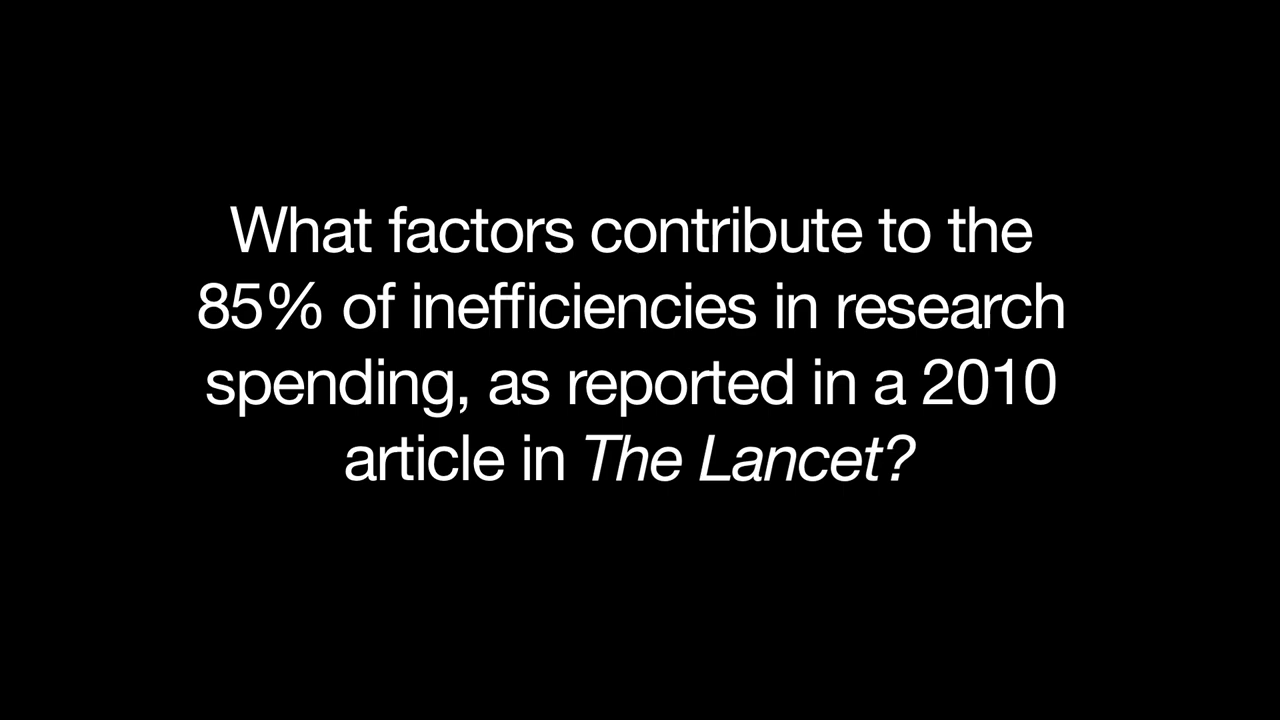 What factors contribute to the
85% of inefficiencies in research
spending, as reported in a 2010
article in The Lancet?